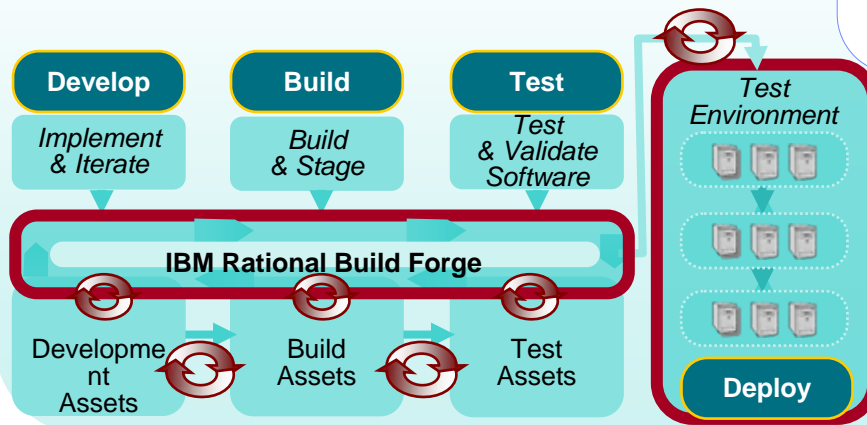 Develop
Build
Test
Implement
& Iterate
Build
& Stage
Test
& Validate
Software
IBM Rational Build Forge
Developme
nt
Assets
Build
Assets
Test
Assets
Test
Environment
Deploy